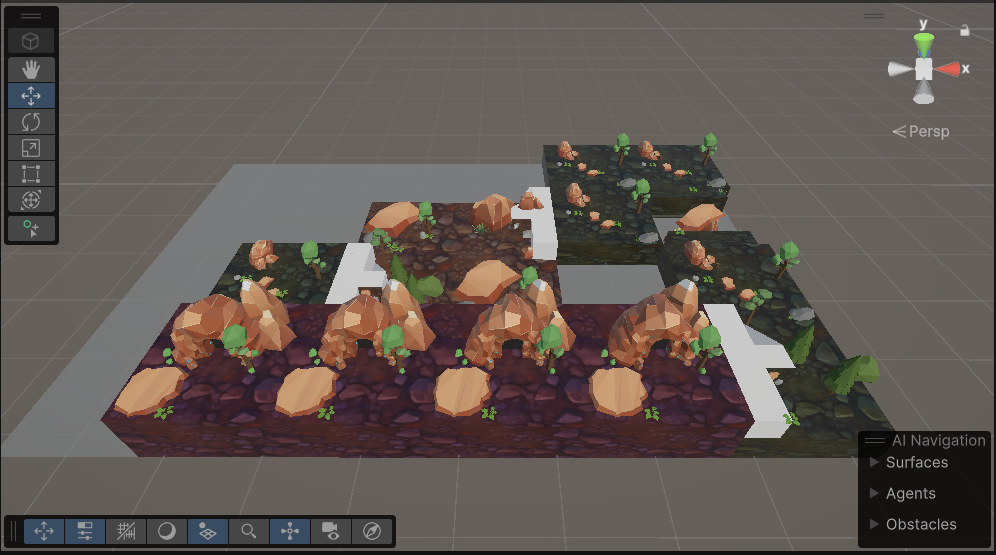 y
x
Persp
AI Navigation
Surfaces
Agents
Obstacles